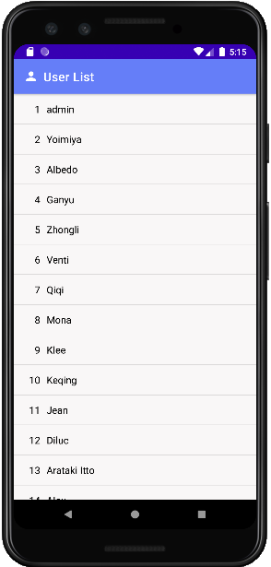 5:15
User List
1 admin
2 Yoimiya
3 Albedo
4 Ganyu
5 Zhongli
6 Venti
7 Qiqi
8 Mona
9 Klee
10 Keqing
11 Jean
12 Diluc
13 Arataki Itto
14